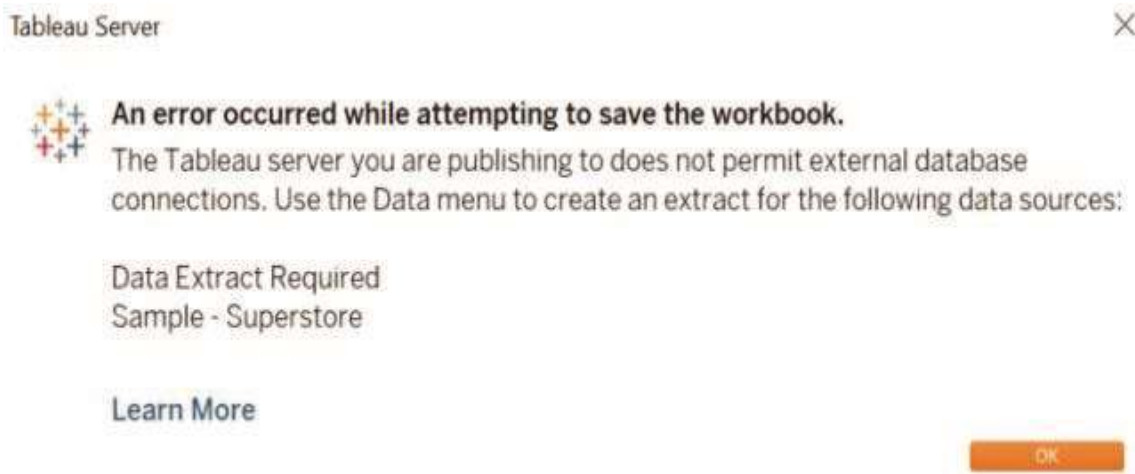 Tableau Server
An error occurred while attempting to save the workbook.
The Tableau server you are publishing to does not permit external database
connections. Use the Data menu to create an extract for the following data sources:
Data Extract Required
Sample - Superstore
Learn More
OK